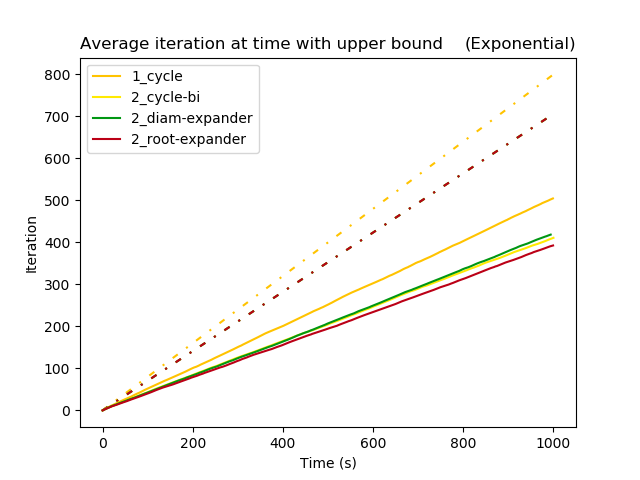 Average iteration at time with upper bound (Exponential)
1_cycle
2_cycle-bi
2_diam-expander
2_root-expander
800
700
600
500
400
300
200
100
0
Iteration
0 200 400 600 800 1000
Time (s)